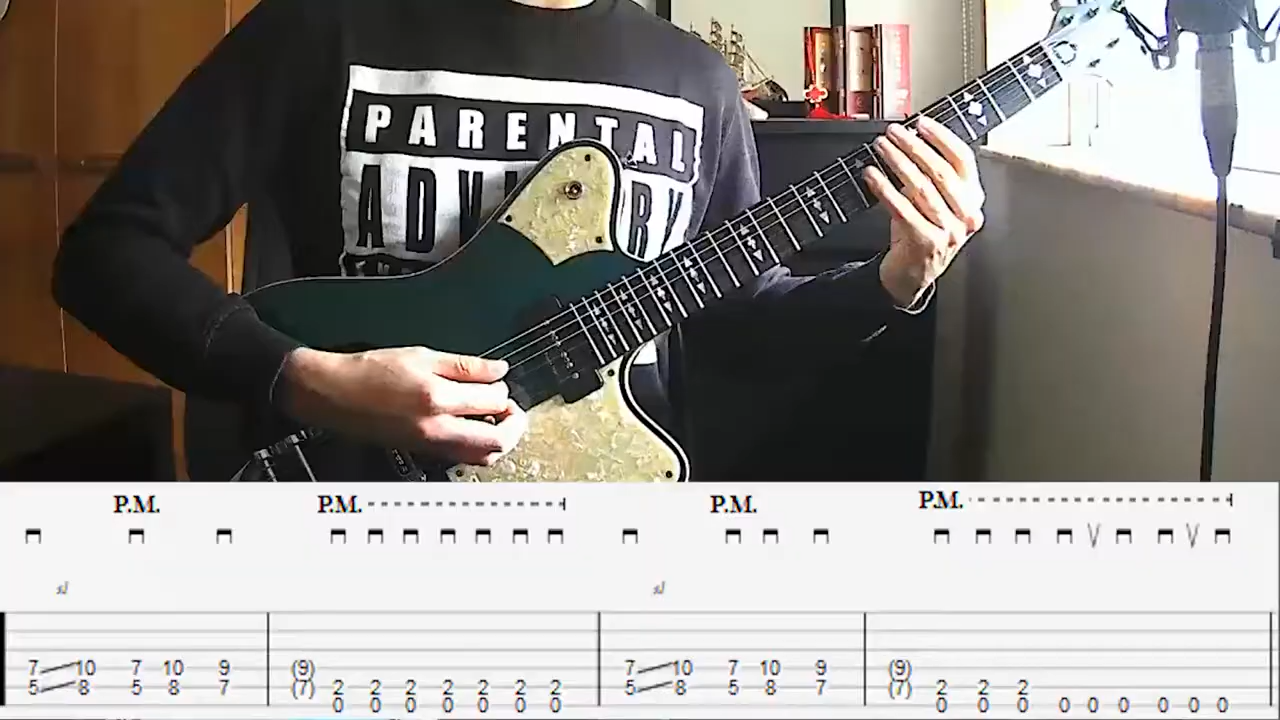 PARENTAL
ADVISORY
P.M. P.M. P.M. P.M.
sl sl
7 10 7 10 9 (9) 7 10 7 10 9 (9)
5 8 5 8 7 (7) 2 2 2 2 2 2 2 5 8 5 8 7 (7) 2 2 2
0 0 0 0 0 0 0 0 0 0 0 0 0 0 0 0